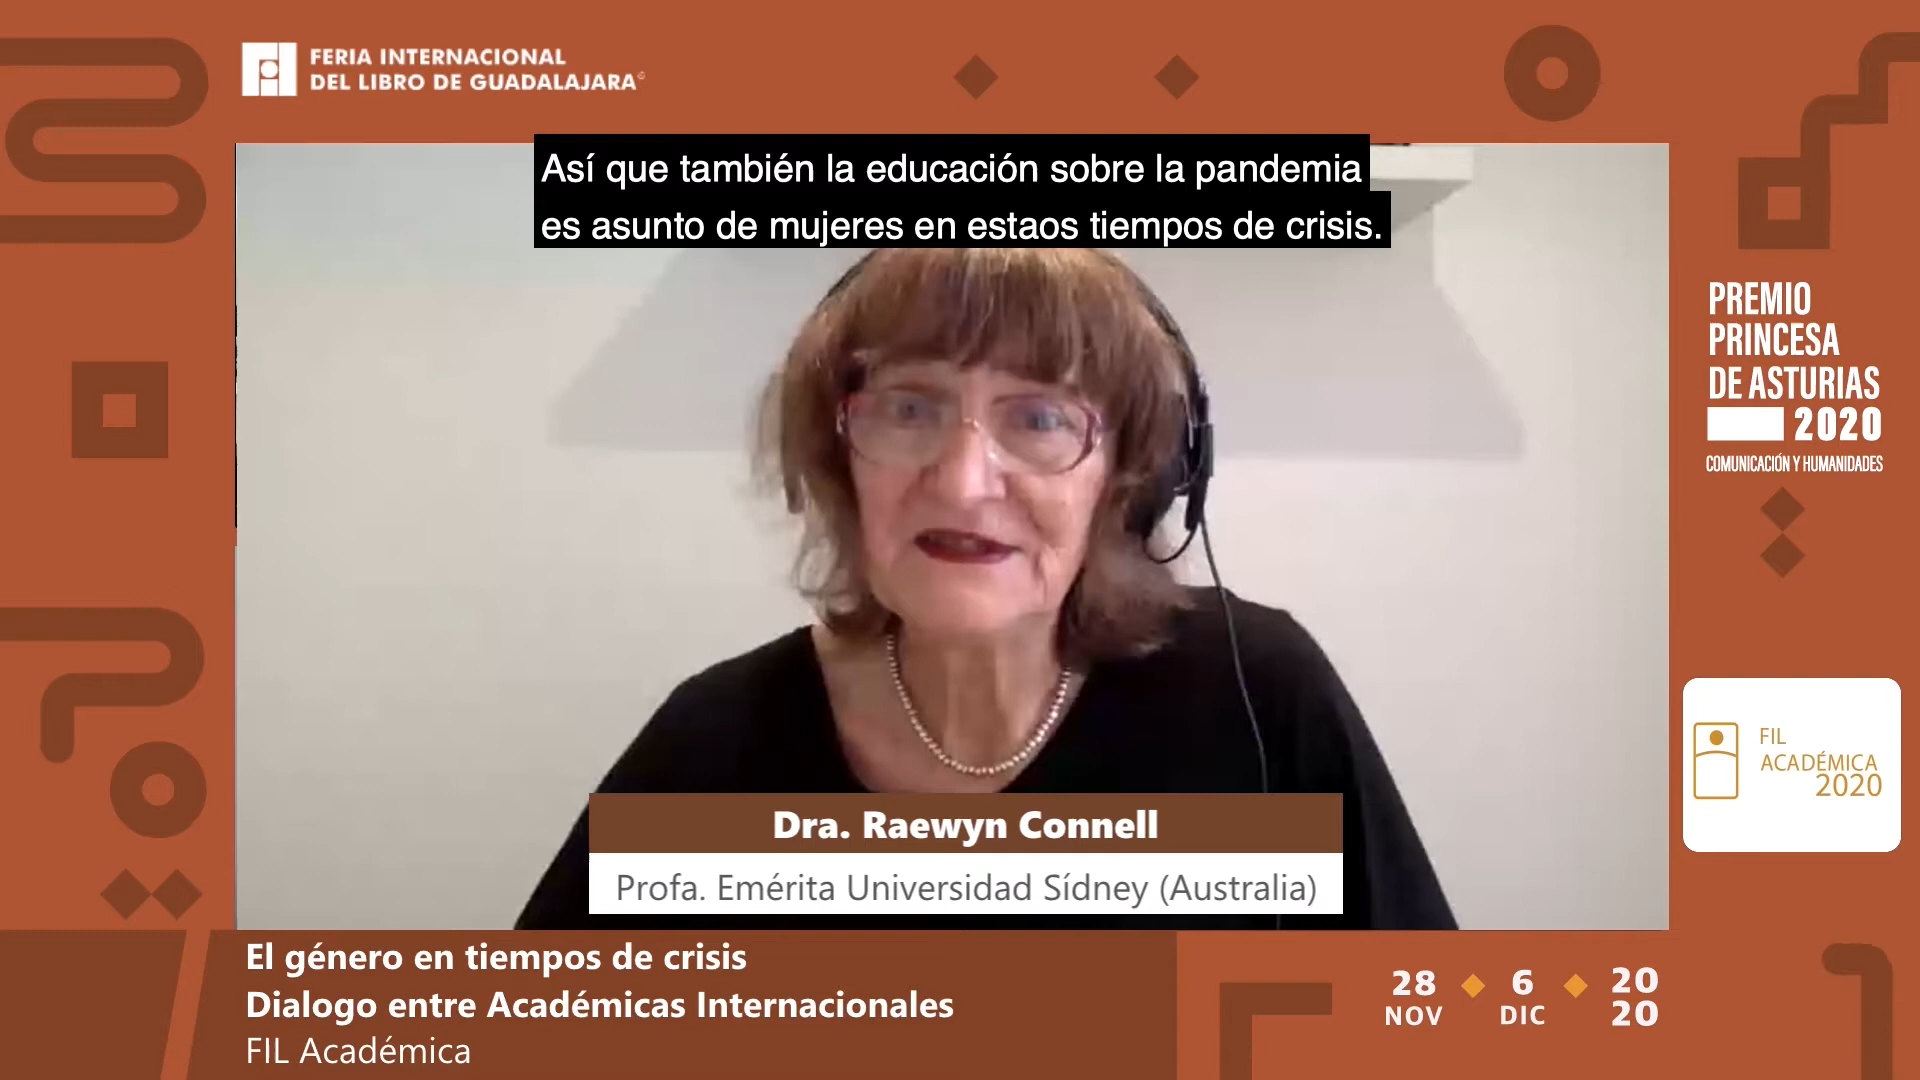 FERIA INTERNACIONAL
DEL LIBRO DE GUADALAJARA
Así que también la educación sobre la pandemia
es asunto de mujeres en estaos tiempos de crisis.
PREMIO
PRINCESA
DE ASTURIAS
2020
COMUNICACIÓN Y HUMANIDADES
FIL
ACADÉMICA
2020
Dra. Raewyn Connell
Profa. Emérita Universidad Sídney (Australia)
El género en tiempos de crisis
Dialogo entre Académicas Internacionales
FIL Académica
28 NOV
6 DIC
20
20